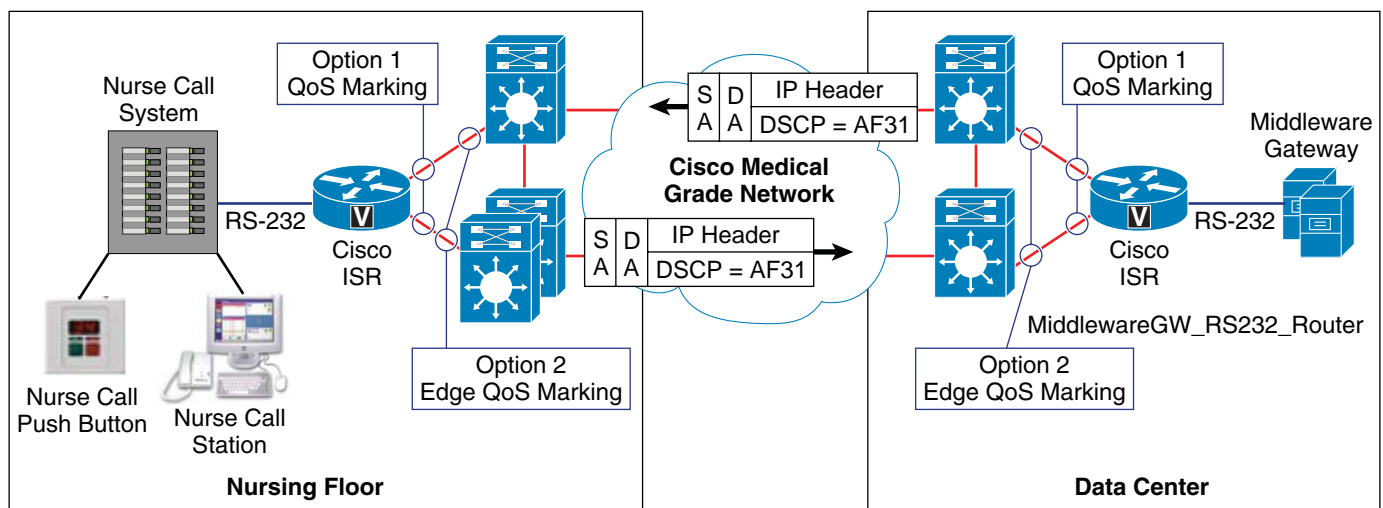 Option 1
QoS Marking
Nurse Call
System
RS-232
V
Cisco
ISR
Nurse Call
Push Button
Nurse Call
Station
Option 2
Edge QoS Marking
Nursing Floor
S
A
D
A
IP Header
DSCP = AF31
Cisco Medical
Grade Network
S
A
D
A
IP Header
DSCP = AF31
Option 1
QoS Marking
Middleware
Gateway
V
RS-232
Cisco
ISR
MiddlewareGW_RS232_Router
Option 2
Edge QoS Marking
Data Center